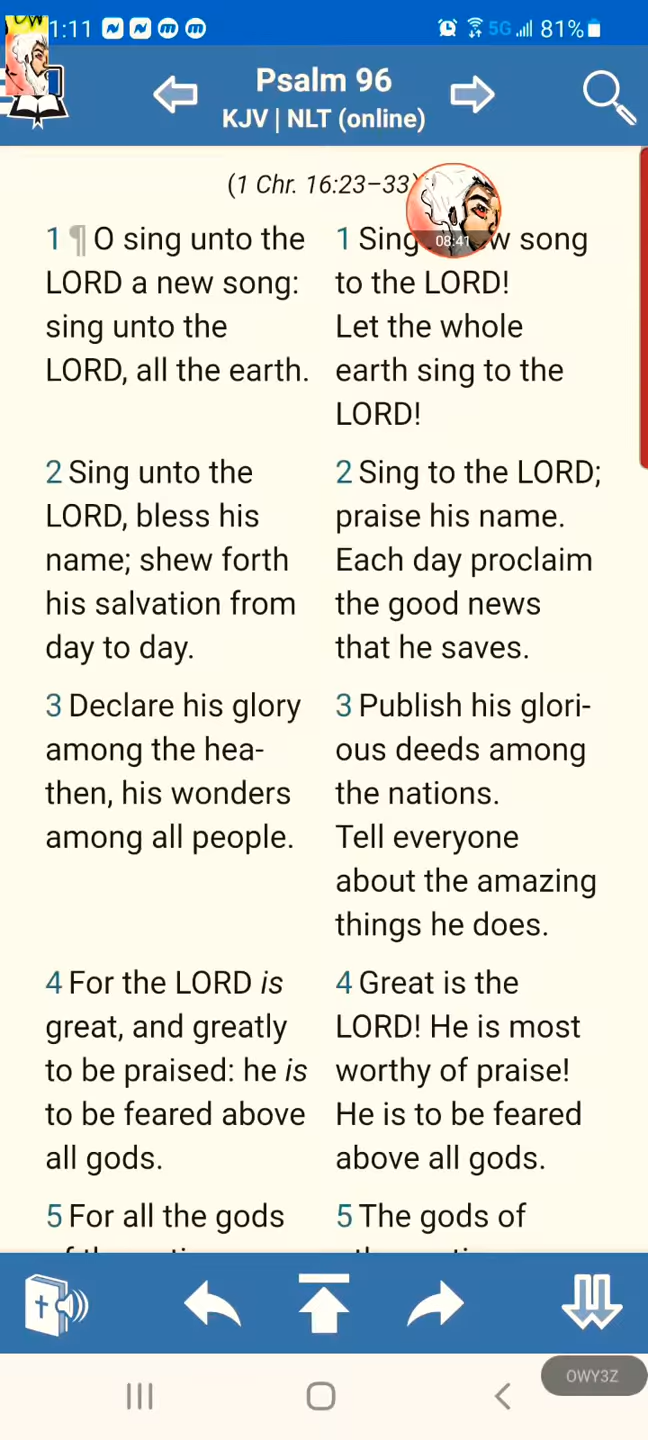 1:11
5G 81%
Psalm 96
KJV | NLT (online)
(1 Chr. 16:23–33)
08:41
1 ¶ O sing unto the
LORD a new song:
sing unto the
LORD, all the earth.
2 Sing unto the
LORD, bless his
name; shew forth
his salvation from
day to day.
3 Declare his glory
among the hea-
then, his wonders
among all people.
4 For the LORD is
great, and greatly
to be praised: he is
to be feared above
all gods.
5 For all the gods
1 Sing song
to the LORD!
Let the whole
earth sing to the
LORD!
2 Sing to the LORD;
praise his name.
Each day proclaim
the good news
that he saves.
3 Publish his glori-
ous deeds among
the nations.
Tell everyone
about the amazing
things he does.
4 Great is the
LORD! He is most
worthy of praise!
He is to be feared
above all gods.
5 The gods of
OWY3Z